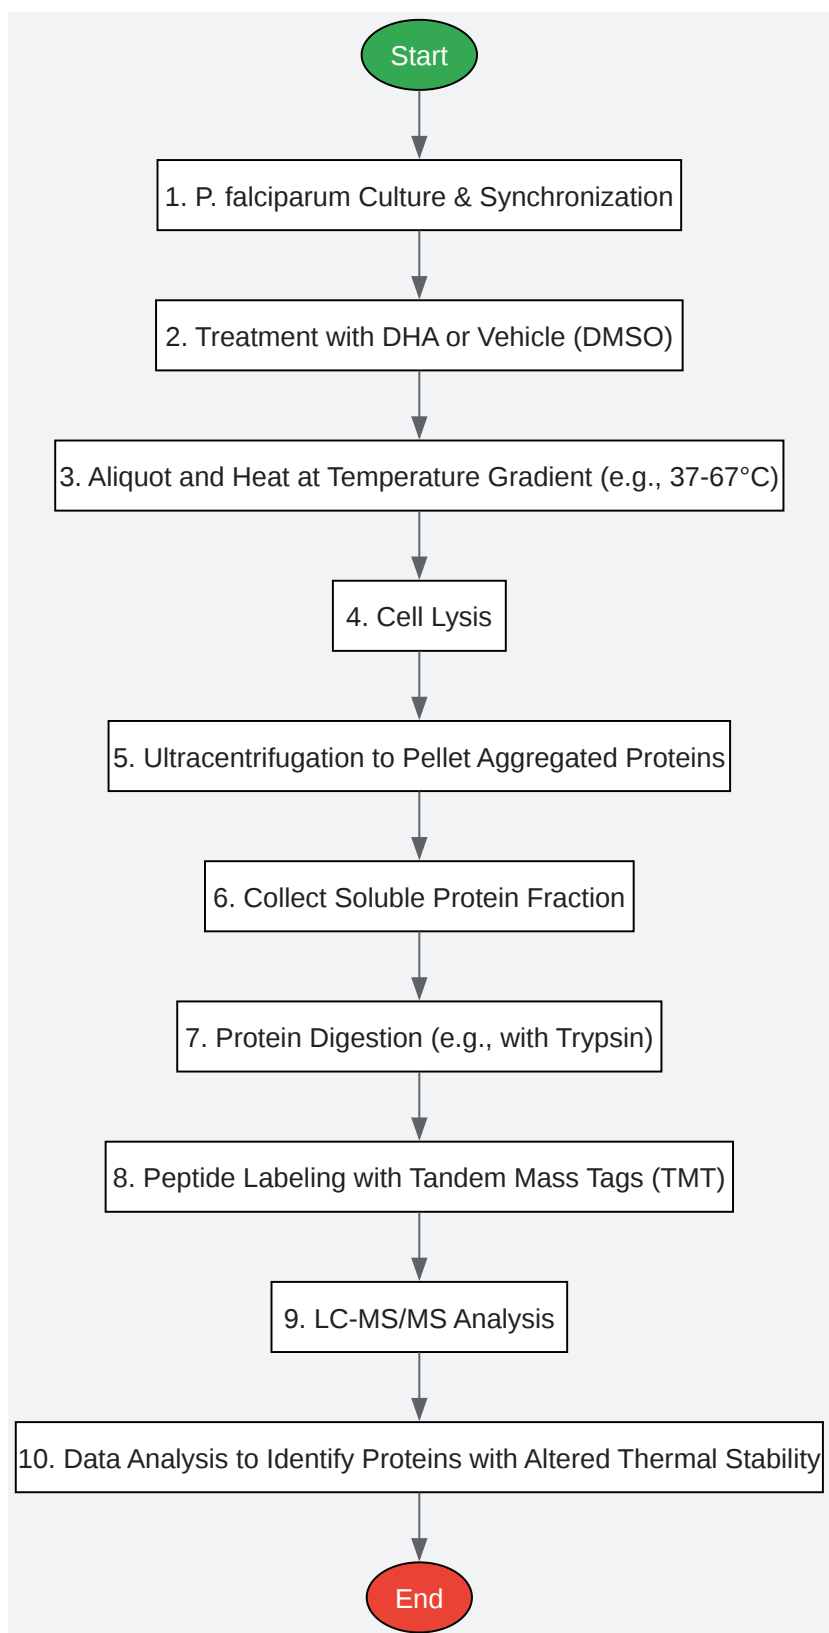 Start
1. P. falciparum Culture & Synchronization
2. Treatment with DHA or Vehicle (DMSO)
3. Aliquot and Heat at Temperature Gradient (e.g., 37-67°C)
4. Cell Lysis
5. Ultracentrifugation to Pellet Aggregated Proteins
6. Collect Soluble Protein Fraction
7. Protein Digestion (e.g., with Trypsin)
8. Peptide Labeling with Tandem Mass Tags (TMT)
9. LC-MS/MS Analysis
10. Data Analysis to Identify Proteins with Altered Thermal Stability
End